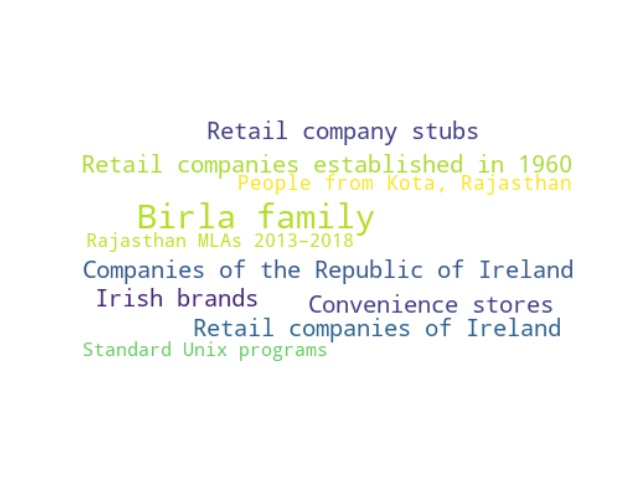 Retail company stubs
Retail companies established in 1960
People from Kota, Rajasthan
Birla family
Rajasthan MLAs 2013–2018
Companies of the Republic of Ireland
Irish brands
Convenience stores
Retail companies of Ireland
Standard Unix programs